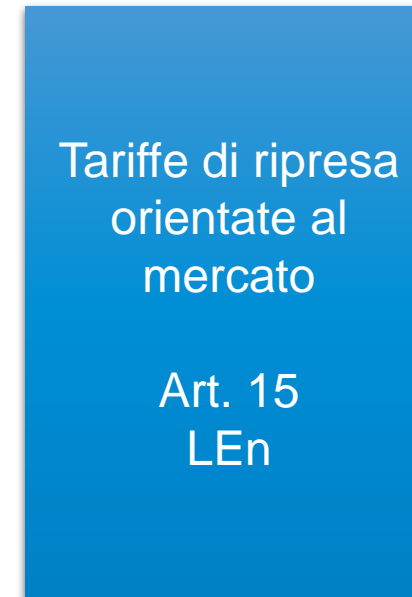 Tariffe di ripresa
orientate al
mercato
Art. 15
LEn